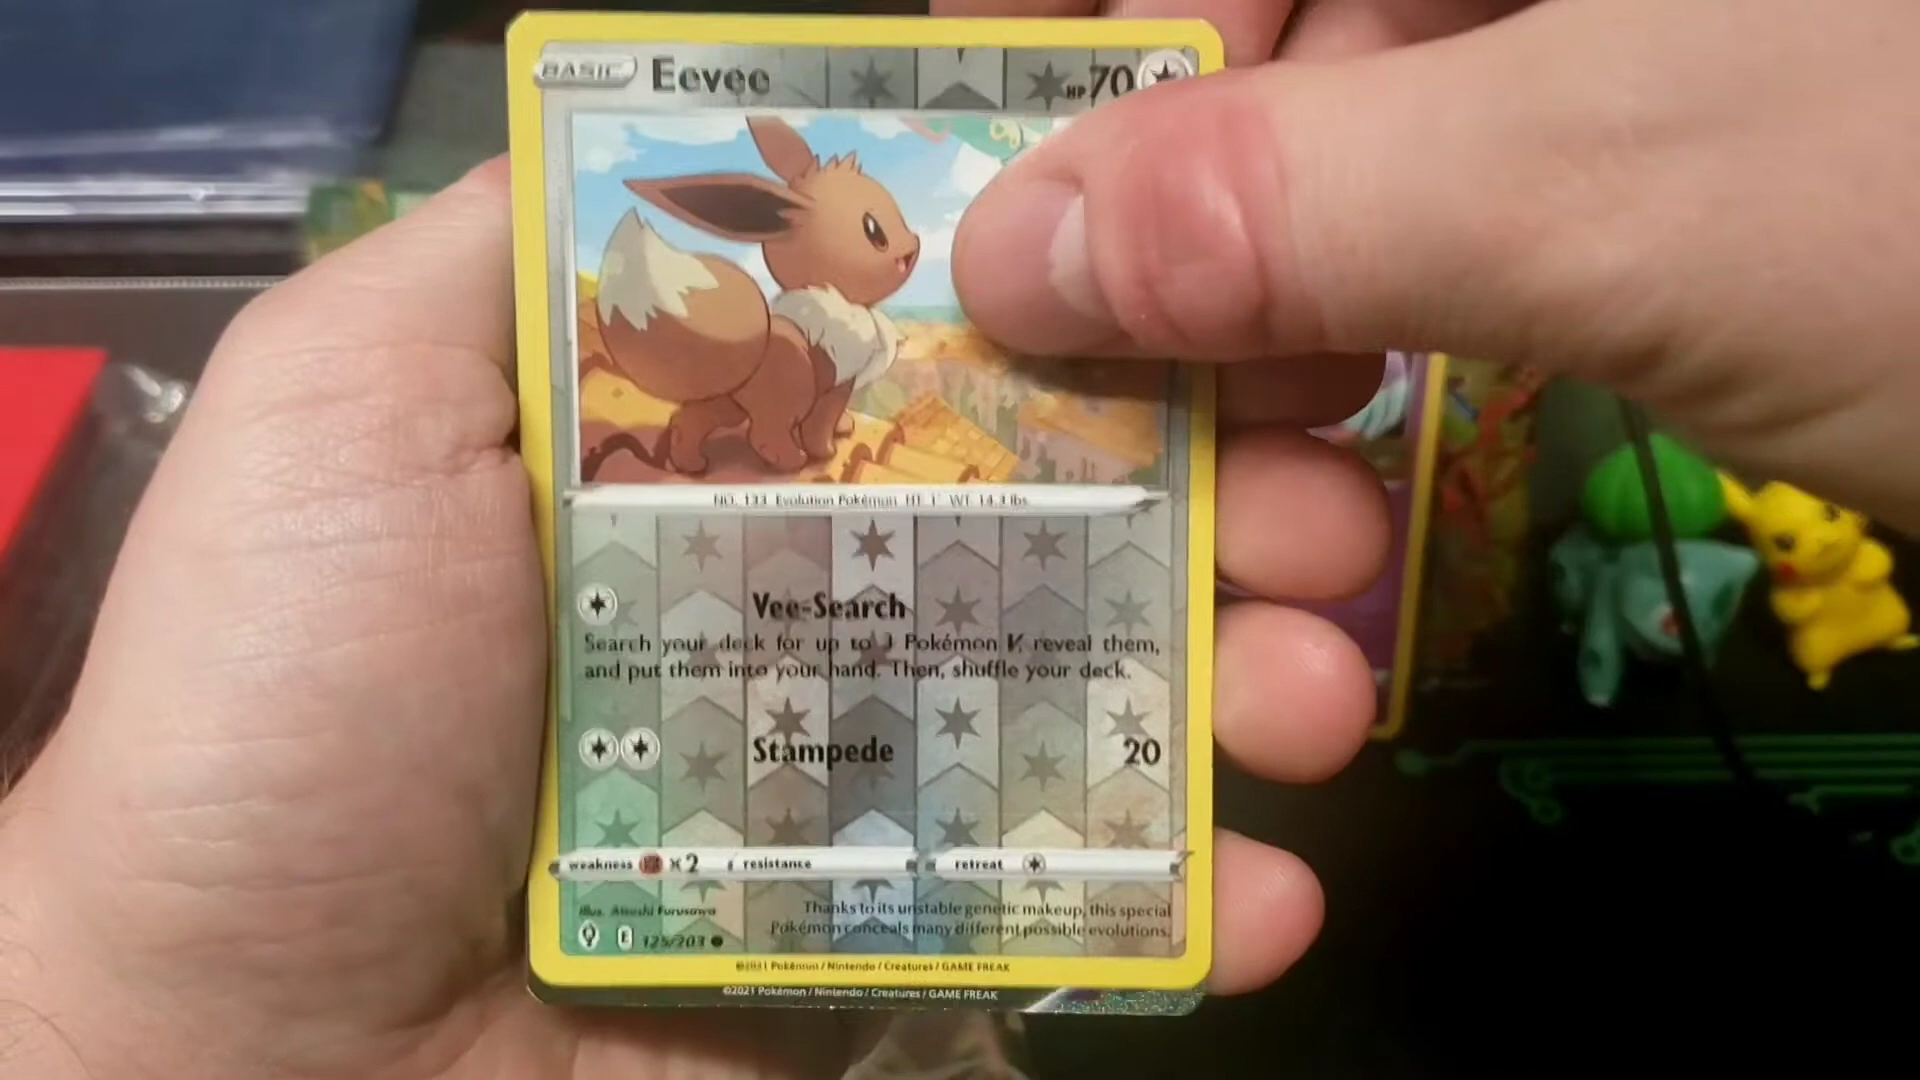 BASIC Eevee HP 70
NO. 133 Evolution Pokémon HT: 1' WT: 14.3 lbs.
Vee-Search
Search your deck for up to 3 Pokémon V, reveal them,
and put them into your hand. Then, shuffle your deck.
Stampede 20
weakness ×2 resistance retreat
Illus. Atsushi Furusawa
Thanks to its unstable genetic makeup, this special
Pokémon conceals many different possible evolutions.
E 125/203
©2021 Pokémon / Nintendo / Creatures / GAME FREAK
©2021 Pokémon / Nintendo / Creatures / GAME FREAK